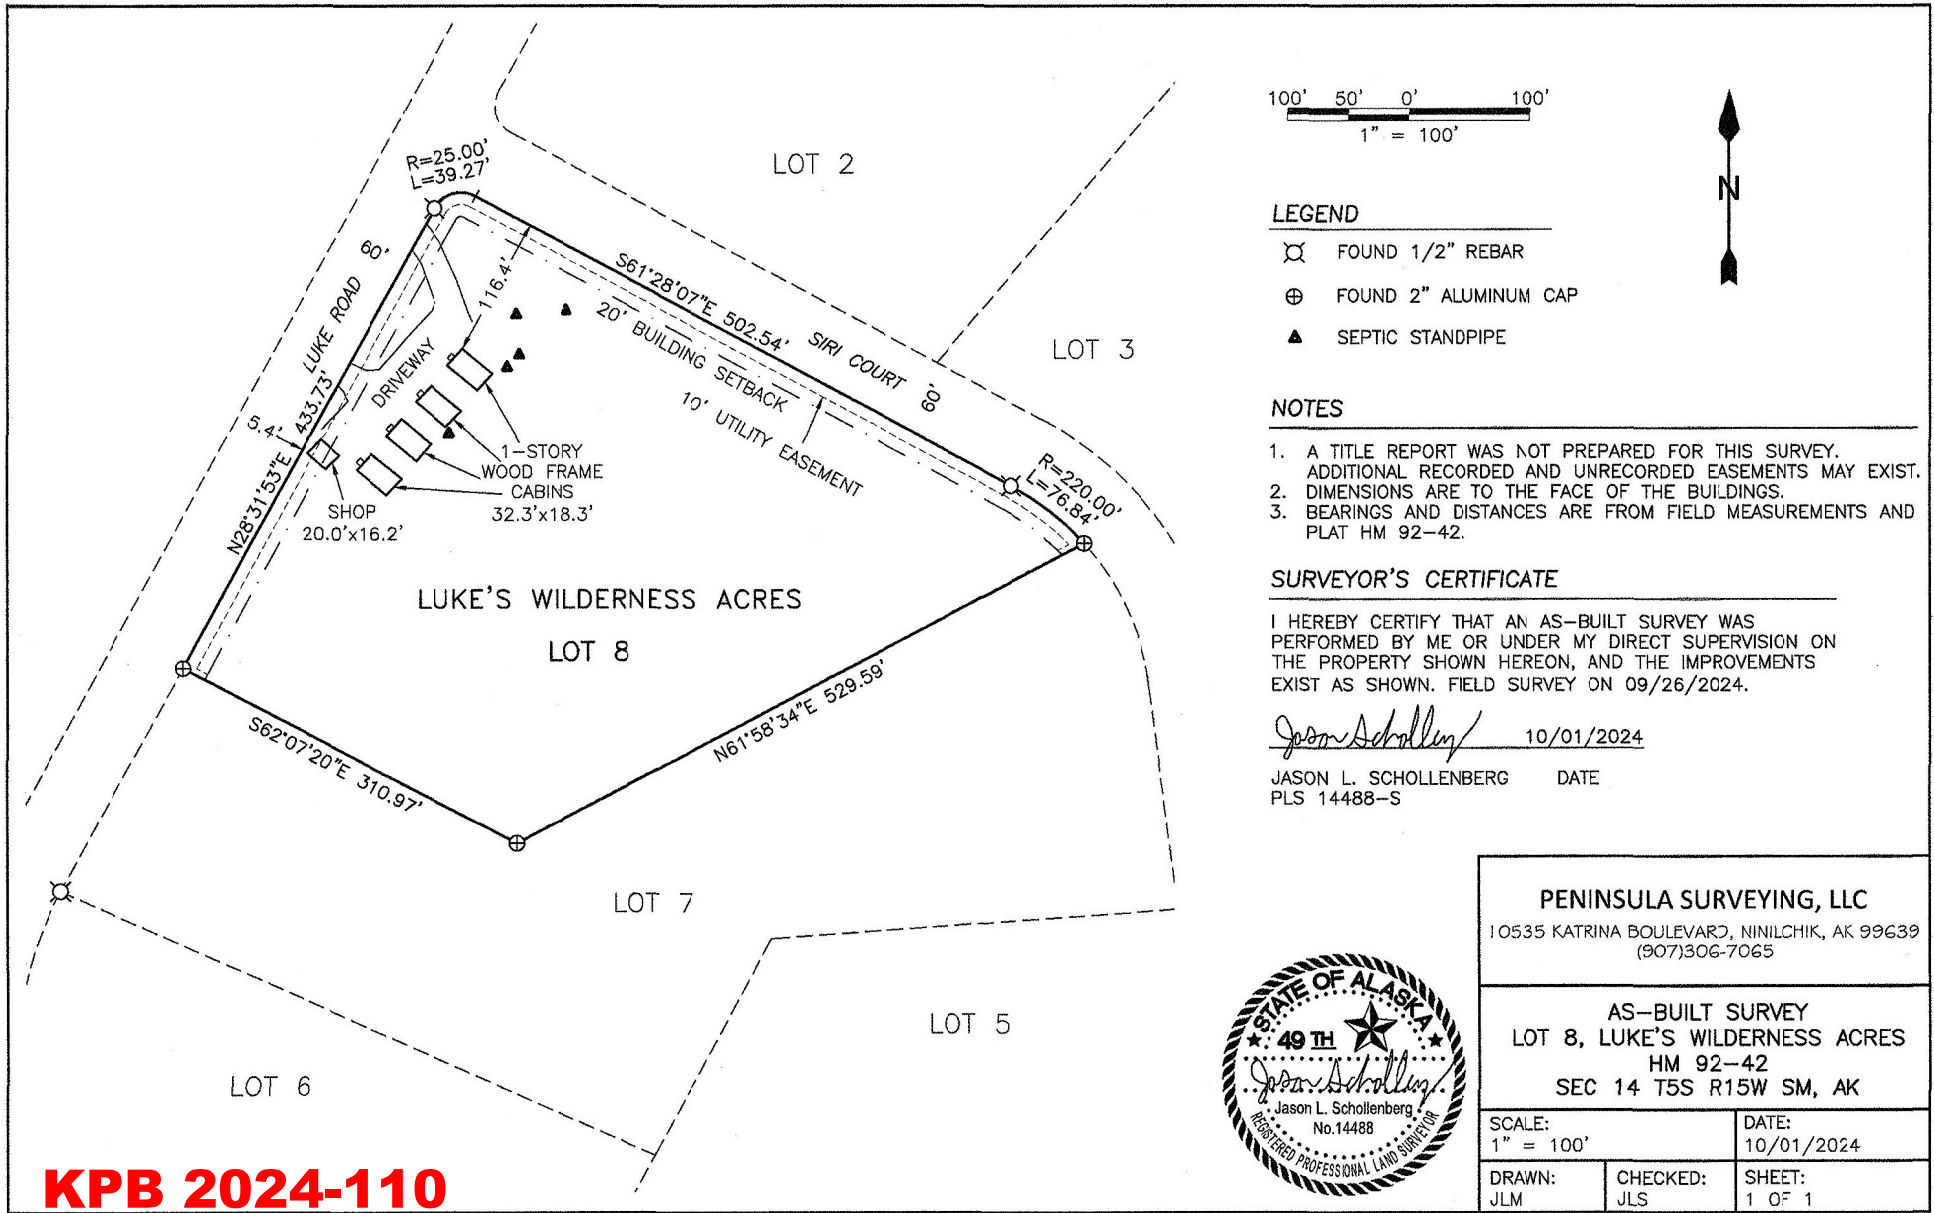 R=25.00'
L=39.27'
LOT 2
60'
LUKE ROAD
116.4'
S61°28'07"E 502.54'
20' BUILDING SETBACK
SIRI COURT
60'
LOT 3
DRIVEWAY
10' UTILITY EASEMENT
5.4'
N28°31'53"E 433.73'
1-STORY
WOOD FRAME
CABINS
32.3'x18.3'
SHOP
20.0'x16.2'
R=220.00'
L=76.84'
LUKE'S WILDERNESS ACRES
LOT 8
S62°07'20"E 310.97'
N61°58'34"E 529.59'
LOT 7
LOT 5
LOT 6
KPB 2024-110
100' 50' 0' 100'
1" = 100'
N
LEGEND
FOUND 1/2" REBAR
FOUND 2" ALUMINUM CAP
SEPTIC STANDPIPE
NOTES
1. A TITLE REPORT WAS NOT PREPARED FOR THIS SURVEY.
ADDITIONAL RECORDED AND UNRECORDED EASEMENTS MAY EXIST.
2. DIMENSIONS ARE TO THE FACE OF THE BUILDINGS.
3. BEARINGS AND DISTANCES ARE FROM FIELD MEASUREMENTS AND
PLAT HM 92-42.
SURVEYOR'S CERTIFICATE
I HEREBY CERTIFY THAT AN AS-BUILT SURVEY WAS
PERFORMED BY ME OR UNDER MY DIRECT SUPERVISION ON
THE PROPERTY SHOWN HEREON, AND THE IMPROVEMENTS
EXIST AS SHOWN. FIELD SURVEY ON 09/26/2024.
10/01/2024
JASON L. SCHOLLENBERG DATE
PLS 14488-S
STATE OF ALASKA
49 TH
Jason L. Schollenberg
No.14488
REGISTERED PROFESSIONAL LAND SURVEYOR
PENINSULA SURVEYING, LLC
10535 KATRINA BOULEVARD, NINILCHIK, AK 99639
(907)306-7065
AS-BUILT SURVEY
LOT 8, LUKE'S WILDERNESS ACRES
HM 92-42
SEC 14 T5S R15W SM, AK
SCALE:
1" = 100'
DATE:
10/01/2024
DRAWN:
JLM
CHECKED:
JLS
SHEET:
1 OF 1